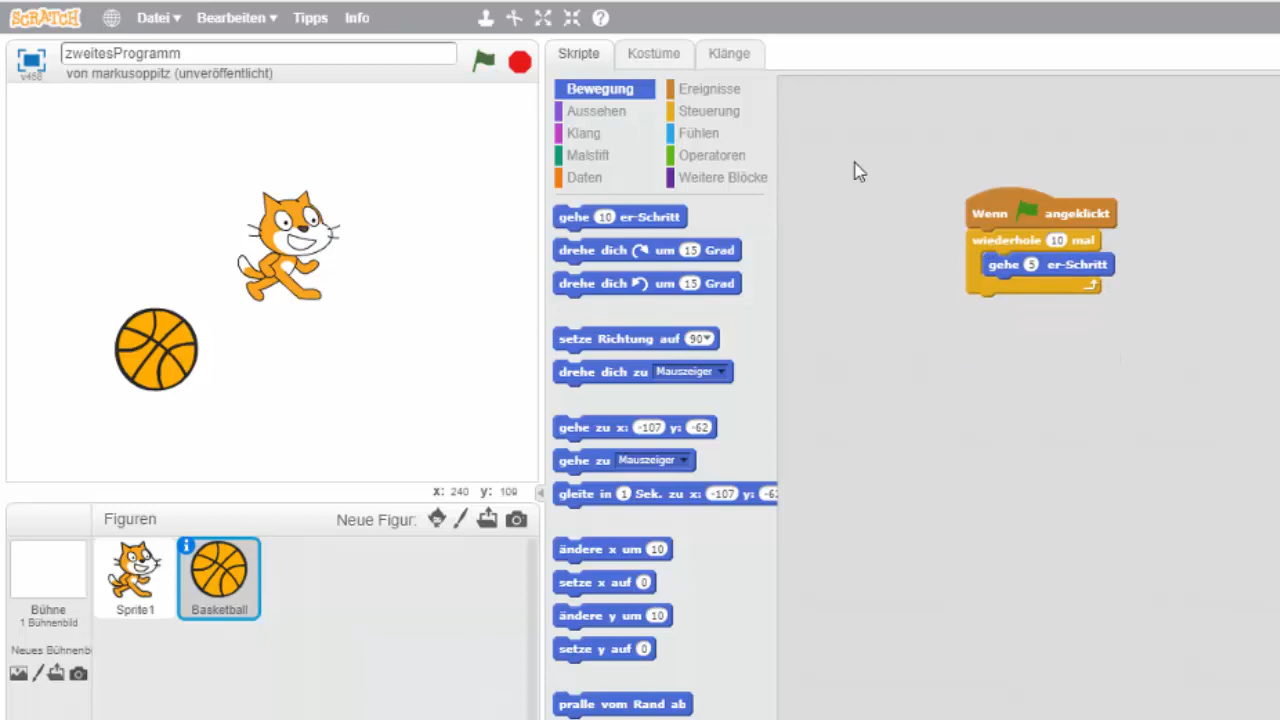 SCRATCH Datei Bearbeiten Tipps Info
v458 zweitesProgramm
von markusoppitz (unveröffentlicht)
Skripte Kostüme Klänge
Bewegung Ereignisse
Aussehen Steuerung
Klang Fühlen
Malstift Operatoren
Daten Weitere Blöcke
gehe 10 er-Schritt
drehe dich um 15 Grad
drehe dich um 15 Grad
setze Richtung auf 90
drehe dich zu Mauszeiger
gehe zu x: -107 y: -62
gehe zu Mauszeiger
gleite in 1 Sek. zu x: -107 y:
ändere x um 10
setze x auf 0
ändere y um 10
setze y auf 0
pralle vom Rand ab
Wenn angeklickt
wiederhole 10 mal
gehe 5 er-Schritt
x: 240 y: 109
Figuren Neue Figur:
Sprite1 Basketball
Bühne
1 Bühnenbild
Neues Bühnenbi